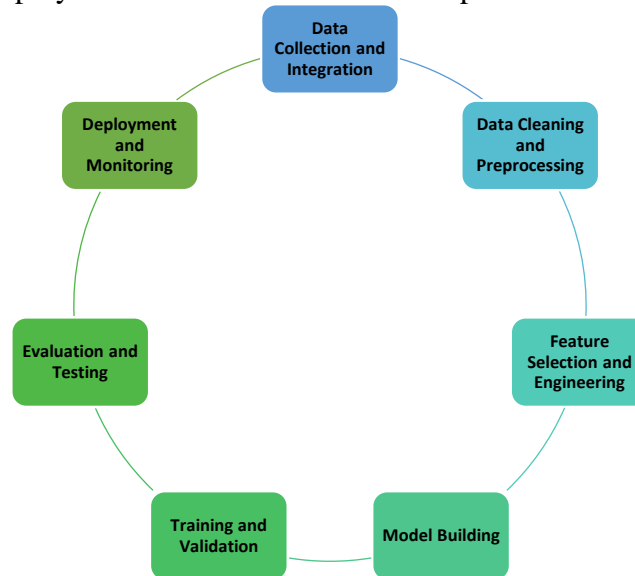 Data
Collection and
Integration
Data Cleaning
and
Preprocessing
Feature
Selection and
Engineering
Model Building
Training and
Validation
Evaluation and
Testing
Deployment
and
Monitoring